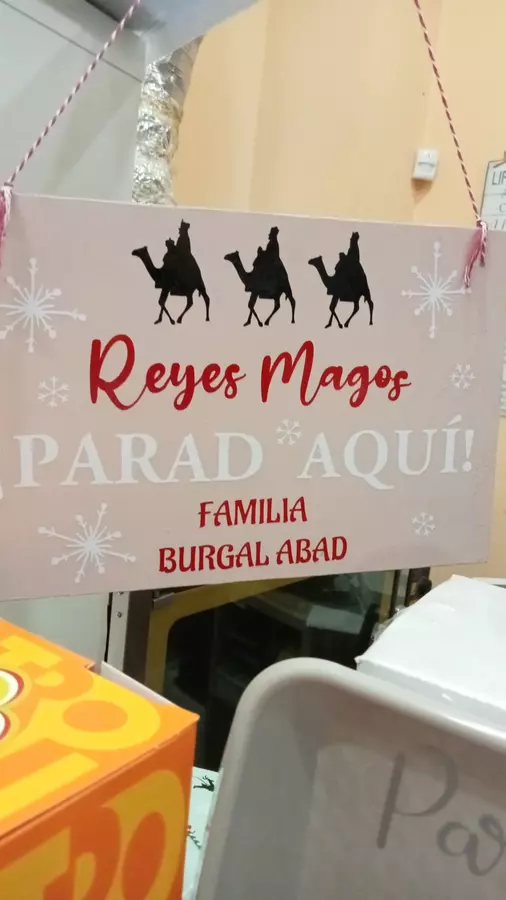 Reyes Magos
¡PARAD AQUÍ!
FAMILIA
BURGAL ABAD